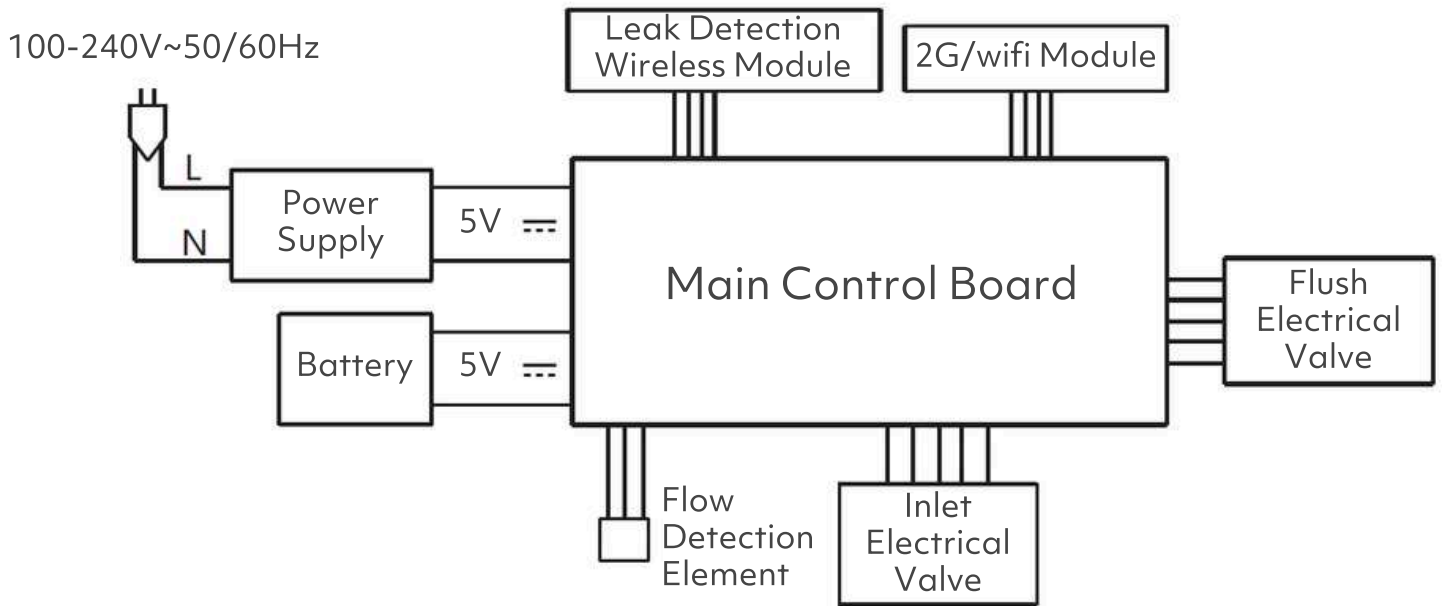 100-240V~50/60Hz
Leak Detection
Wireless Module
2G/wifi Module
L
N
Power
Supply
5V
Main Control Board
Battery
5V
Flush
Electrical
Valve
Flow
Detection
Element
Inlet
Electrical
Valve